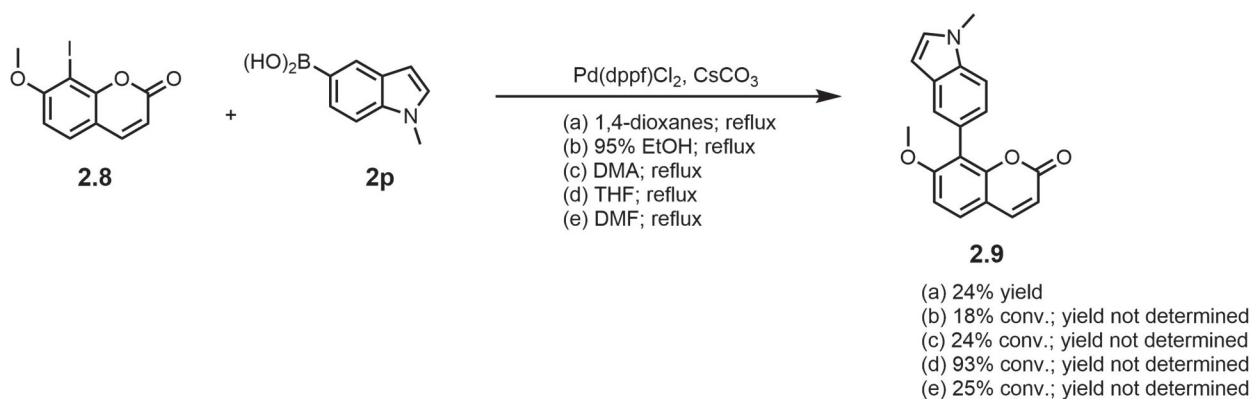 I
O
O
O
2.8
+
(HO)₂B
N
2p
Pd(dppf)Cl₂, CsCO₃
(a) 1,4-dioxanes; reflux
(b) 95% EtOH; reflux
(c) DMA; reflux
(d) THF; reflux
(e) DMF; reflux
N
O
O
O
2.9
(a) 24% yield
(b) 18% conv.; yield not determined
(c) 24% conv.; yield not determined
(d) 93% conv.; yield not determined
(e) 25% conv.; yield not determined